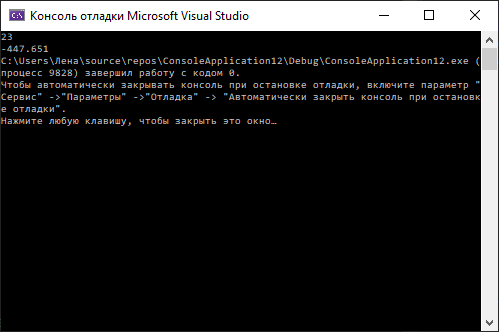 Консоль отладки Microsoft Visual Studio
23
-447.651
C:\Users\Лена\source\repos\ConsoleApplication12\Debug\ConsoleApplication12.exe (
процесс 9828) завершил работу с кодом 0.
Чтобы автоматически закрывать консоль при остановке отладки, включите параметр "
Сервис" ->"Параметры" ->"Отладка" -> "Автоматически закрыть консоль при остановк
е отладки".
Нажмите любую клавишу, чтобы закрыть это окно…